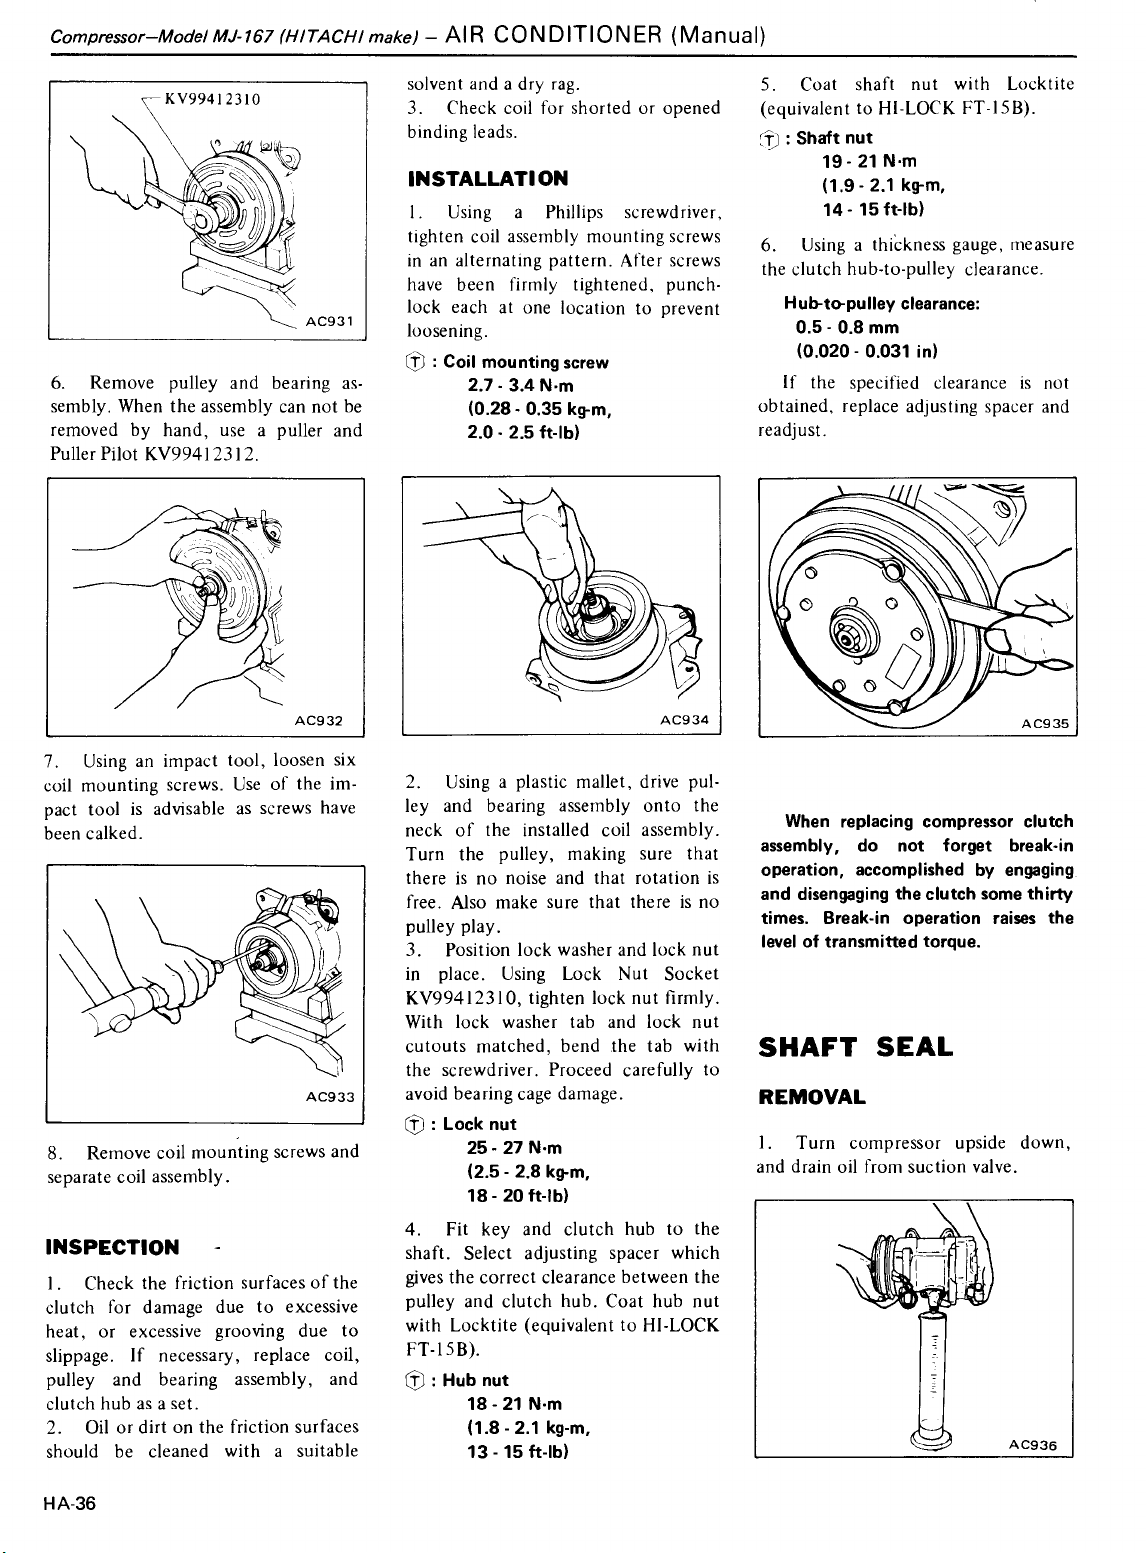 Compressor—Model MJ-167 (HITACHI make) – AIR CONDITIONER (Manual)
KV99412310
AC931
6. Remove pulley and bearing as-
sembly. When the assembly can not be
removed by hand, use a puller and
Puller Pilot KV99412312.
AC932
7. Using an impact tool, loosen six
coil mounting screws. Use of the im-
pact tool is advisable as screws have
been calked.
AC933
8. Remove coil mounting screws and
separate coil assembly.
INSPECTION
1. Check the friction surfaces of the
clutch for damage due to excessive
heat, or excessive grooving due to
slippage. If necessary, replace coil,
pulley and bearing assembly, and
clutch hub as a set.
2. Oil or dirt on the friction surfaces
should be cleaned with a suitable
solvent and a dry rag.
3. Check coil for shorted or opened
binding leads.
INSTALLATION
1. Using a Phillips screwdriver,
tighten coil assembly mounting screws
in an alternating pattern. After screws
have been firmly tightened, punch-
lock each at one location to prevent
loosening.
Ⓣ : Coil mounting screw
2.7 - 3.4 N·m
(0.28 - 0.35 kg-m,
2.0 - 2.5 ft-lb)
AC934
2. Using a plastic mallet, drive pul-
ley and bearing assembly onto the
neck of the installed coil assembly.
Turn the pulley, making sure that
there is no noise and that rotation is
free. Also make sure that there is no
pulley play.
3. Position lock washer and lock nut
in place. Using Lock Nut Socket
KV99412310, tighten lock nut firmly.
With lock washer tab and lock nut
cutouts matched, bend the tab with
the screwdriver. Proceed carefully to
avoid bearing cage damage.
Ⓣ : Lock nut
25 - 27 N·m
(2.5 - 2.8 kg-m,
18 - 20 ft-lb)
4. Fit key and clutch hub to the
shaft. Select adjusting spacer which
gives the correct clearance between the
pulley and clutch hub. Coat hub nut
with Locktite (equivalent to HI-LOCK
FT-15B).
Ⓣ : Hub nut
18 - 21 N·m
(1.8 - 2.1 kg-m,
13 - 15 ft-lb)
5. Coat shaft nut with Locktite
(equivalent to HI-LOCK FT-15B).
Ⓣ : Shaft nut
19 - 21 N·m
(1.9 - 2.1 kg-m,
14 - 15 ft-lb)
6. Using a thickness gauge, measure
the clutch hub-to-pulley clearance.
Hub-to-pulley clearance:
0.5 - 0.8 mm
(0.020 - 0.031 in)
If the specified clearance is not
obtained, replace adjusting spacer and
readjust.
AC935
When replacing compressor clutch
assembly, do not forget break-in
operation, accomplished by engaging
and disengaging the clutch some thirty
times. Break-in operation raises the
level of transmitted torque.
SHAFT SEAL
REMOVAL
1. Turn compressor upside down,
and drain oil from suction valve.
AC936
HA-36